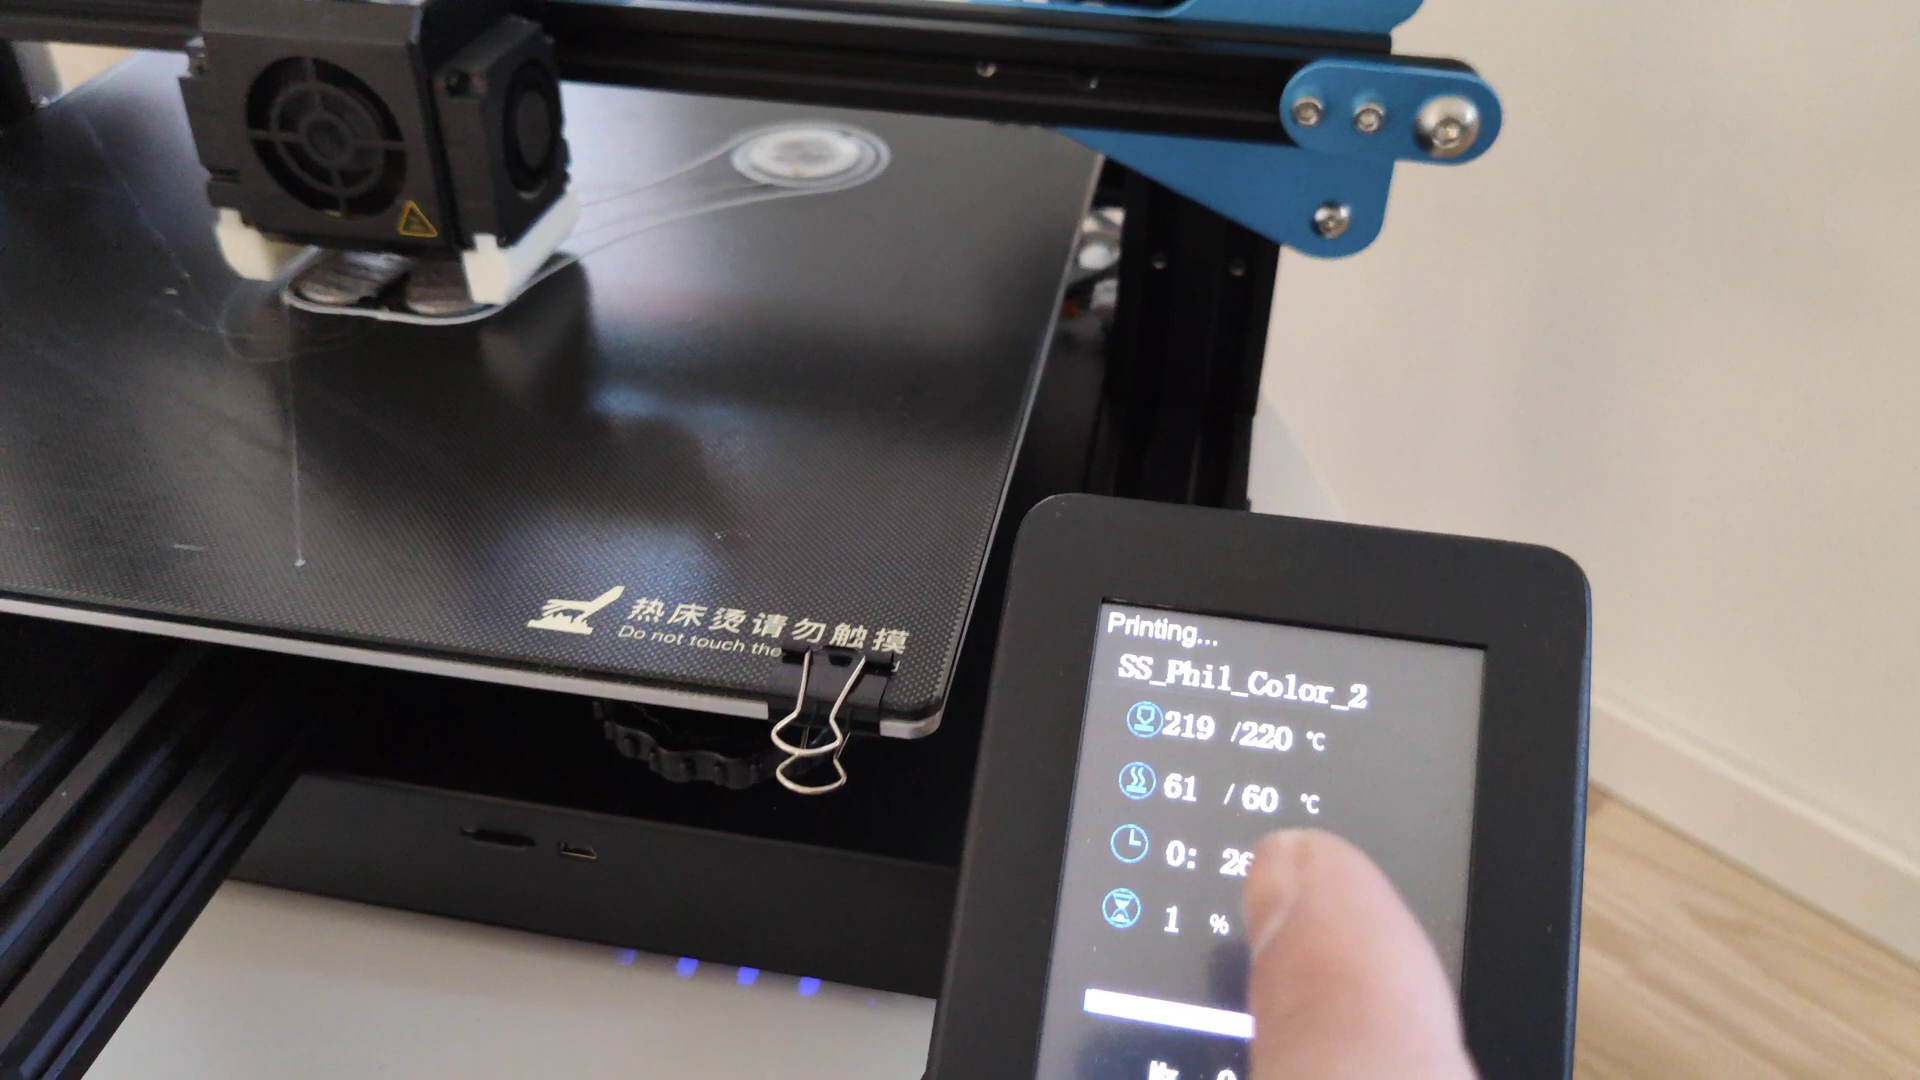 热床烫请勿触摸
Do not touch the
Printing...
SS_Phil_Color_2
219 /220 ℃
61 / 60 ℃
0: 26
1 %